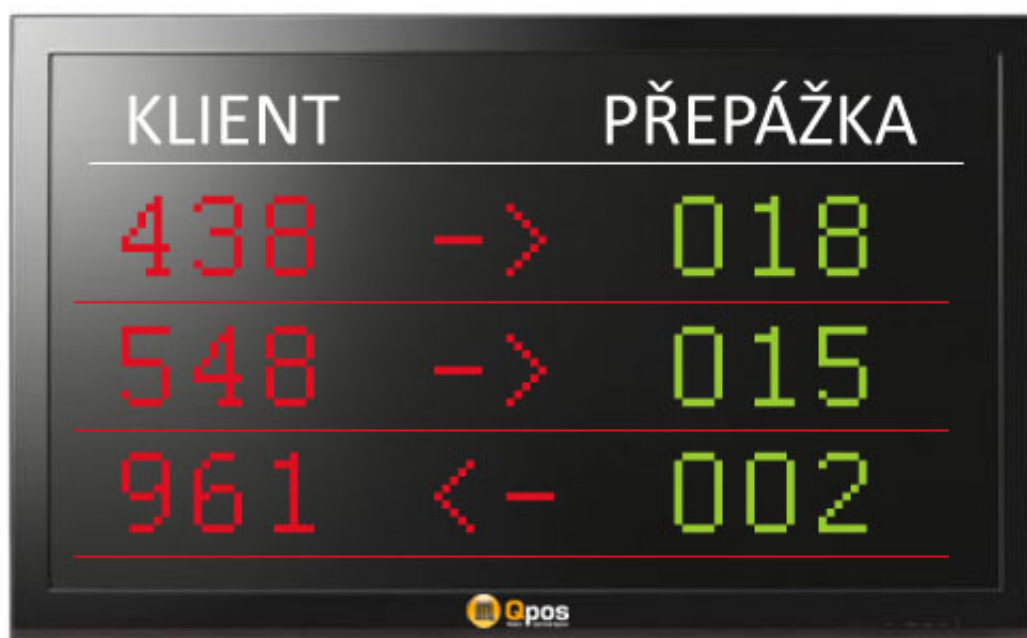 KLIENT PŘEPÁŽKA
438 -> 018
548 -> 015
961 <- 002
Qpos